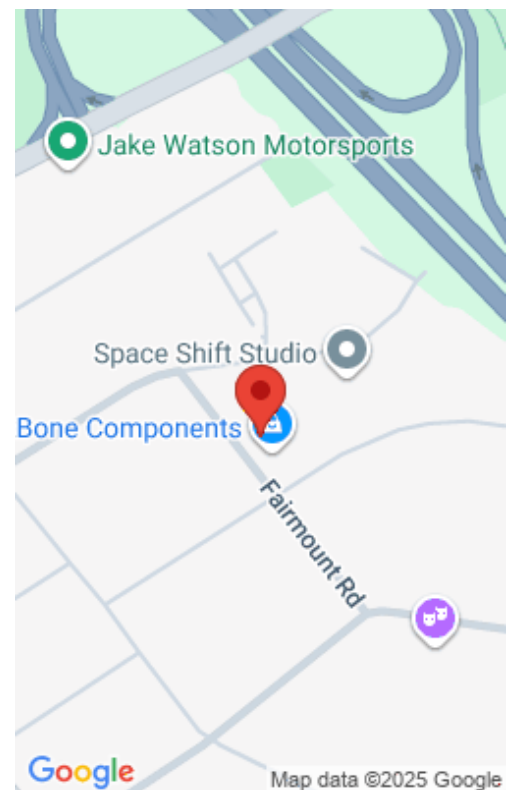 Jake Watson Motorsports
Space Shift Studio
Bone Components
Fairmount Rd
Google
Map data ©2025 Google